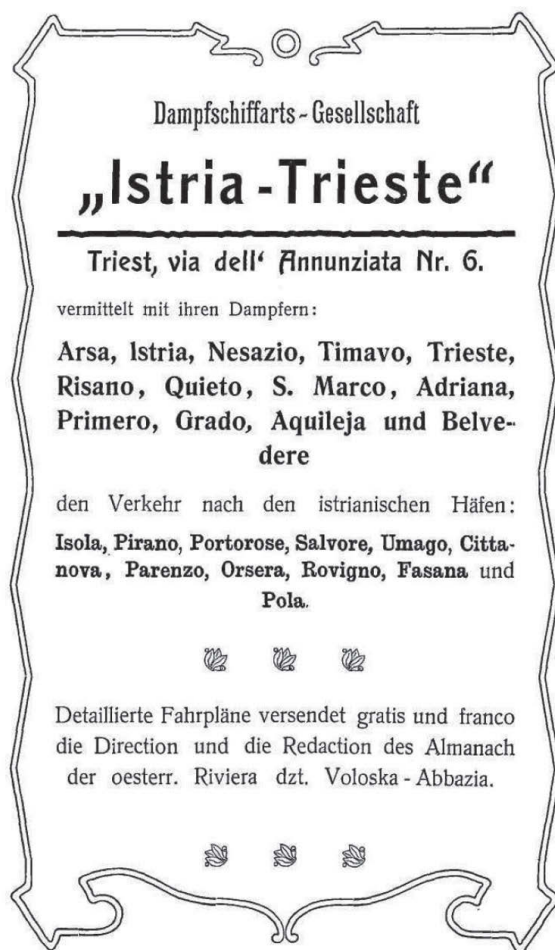 Dampfschiffarts-Gesellschaft
„Istria-Trieste“
Triest, via dell‘ Annunziata Nr. 6.
vermittelt mit ihren Dampfern:
Arsa, Istria, Nesazio, Timavo, Trieste,
Risano, Quieto, S. Marco, Adriana,
Primero, Grado, Aquileja und Belve-
dere
den Verkehr nach den istrianischen Häfen:
Isola, Pirano, Portorose, Salvore, Umago, Citta-
nova, Parenzo, Orsera, Rovigno, Fasana und
Pola.
Detaillierte Fahrpläne versendet gratis und franco
die Direction und die Redaction des Almanach
der oesterr. Riviera dzt. Voloska-Abbazia.